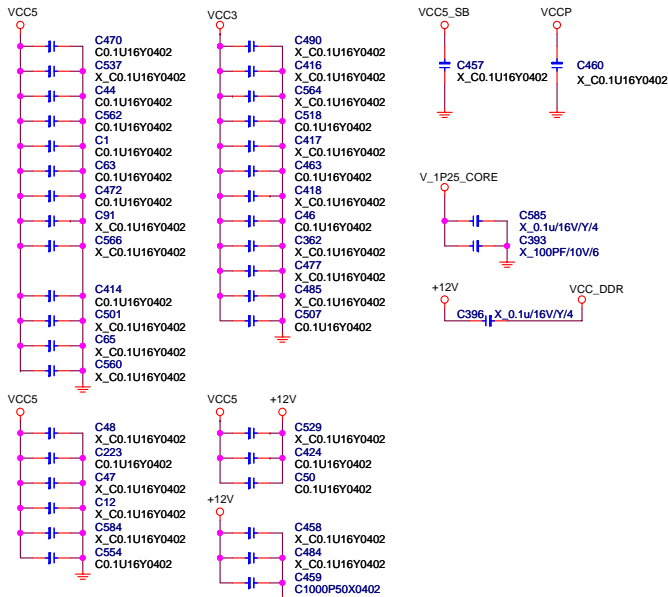 VCC5
C470
C0.1U16Y0402
C537
X_C0.1U16Y0402
C44
C0.1U16Y0402
C562
C0.1U16Y0402
C1
C0.1U16Y0402
C63
C0.1U16Y0402
C472
C0.1U16Y0402
C91
X_C0.1U16Y0402
C566
X_C0.1U16Y0402
C414
C0.1U16Y0402
C501
X_C0.1U16Y0402
C65
X_C0.1U16Y0402
C560
X_C0.1U16Y0402
VCC3
C490
X_C0.1U16Y0402
C416
X_C0.1U16Y0402
C564
X_C0.1U16Y0402
C518
C0.1U16Y0402
C417
X_C0.1U16Y0402
C463
C0.1U16Y0402
C418
X_C0.1U16Y0402
C46
C0.1U16Y0402
C362
X_C0.1U16Y0402
C477
X_C0.1U16Y0402
C485
X_C0.1U16Y0402
C507
C0.1U16Y0402
VCC5_SB
C457
X_C0.1U16Y0402
VCCP
C460
X_C0.1U16Y0402
V_1P25_CORE
C585
X_0.1u/16V/Y/4
C393
X_100PF/10V/6
+12V
VCC_DDR
C396
X_0.1u/16V/Y/4
VCC5
C48
X_C0.1U16Y0402
C223
C0.1U16Y0402
C47
X_C0.1U16Y0402
C12
X_C0.1U16Y0402
C584
X_C0.1U16Y0402
C554
C0.1U16Y0402
VCC5
+12V
C529
X_C0.1U16Y0402
C424
C0.1U16Y0402
C50
C0.1U16Y0402
+12V
C458
X_C0.1U16Y0402
C484
X_C0.1U16Y0402
C459
C1000P50X0402